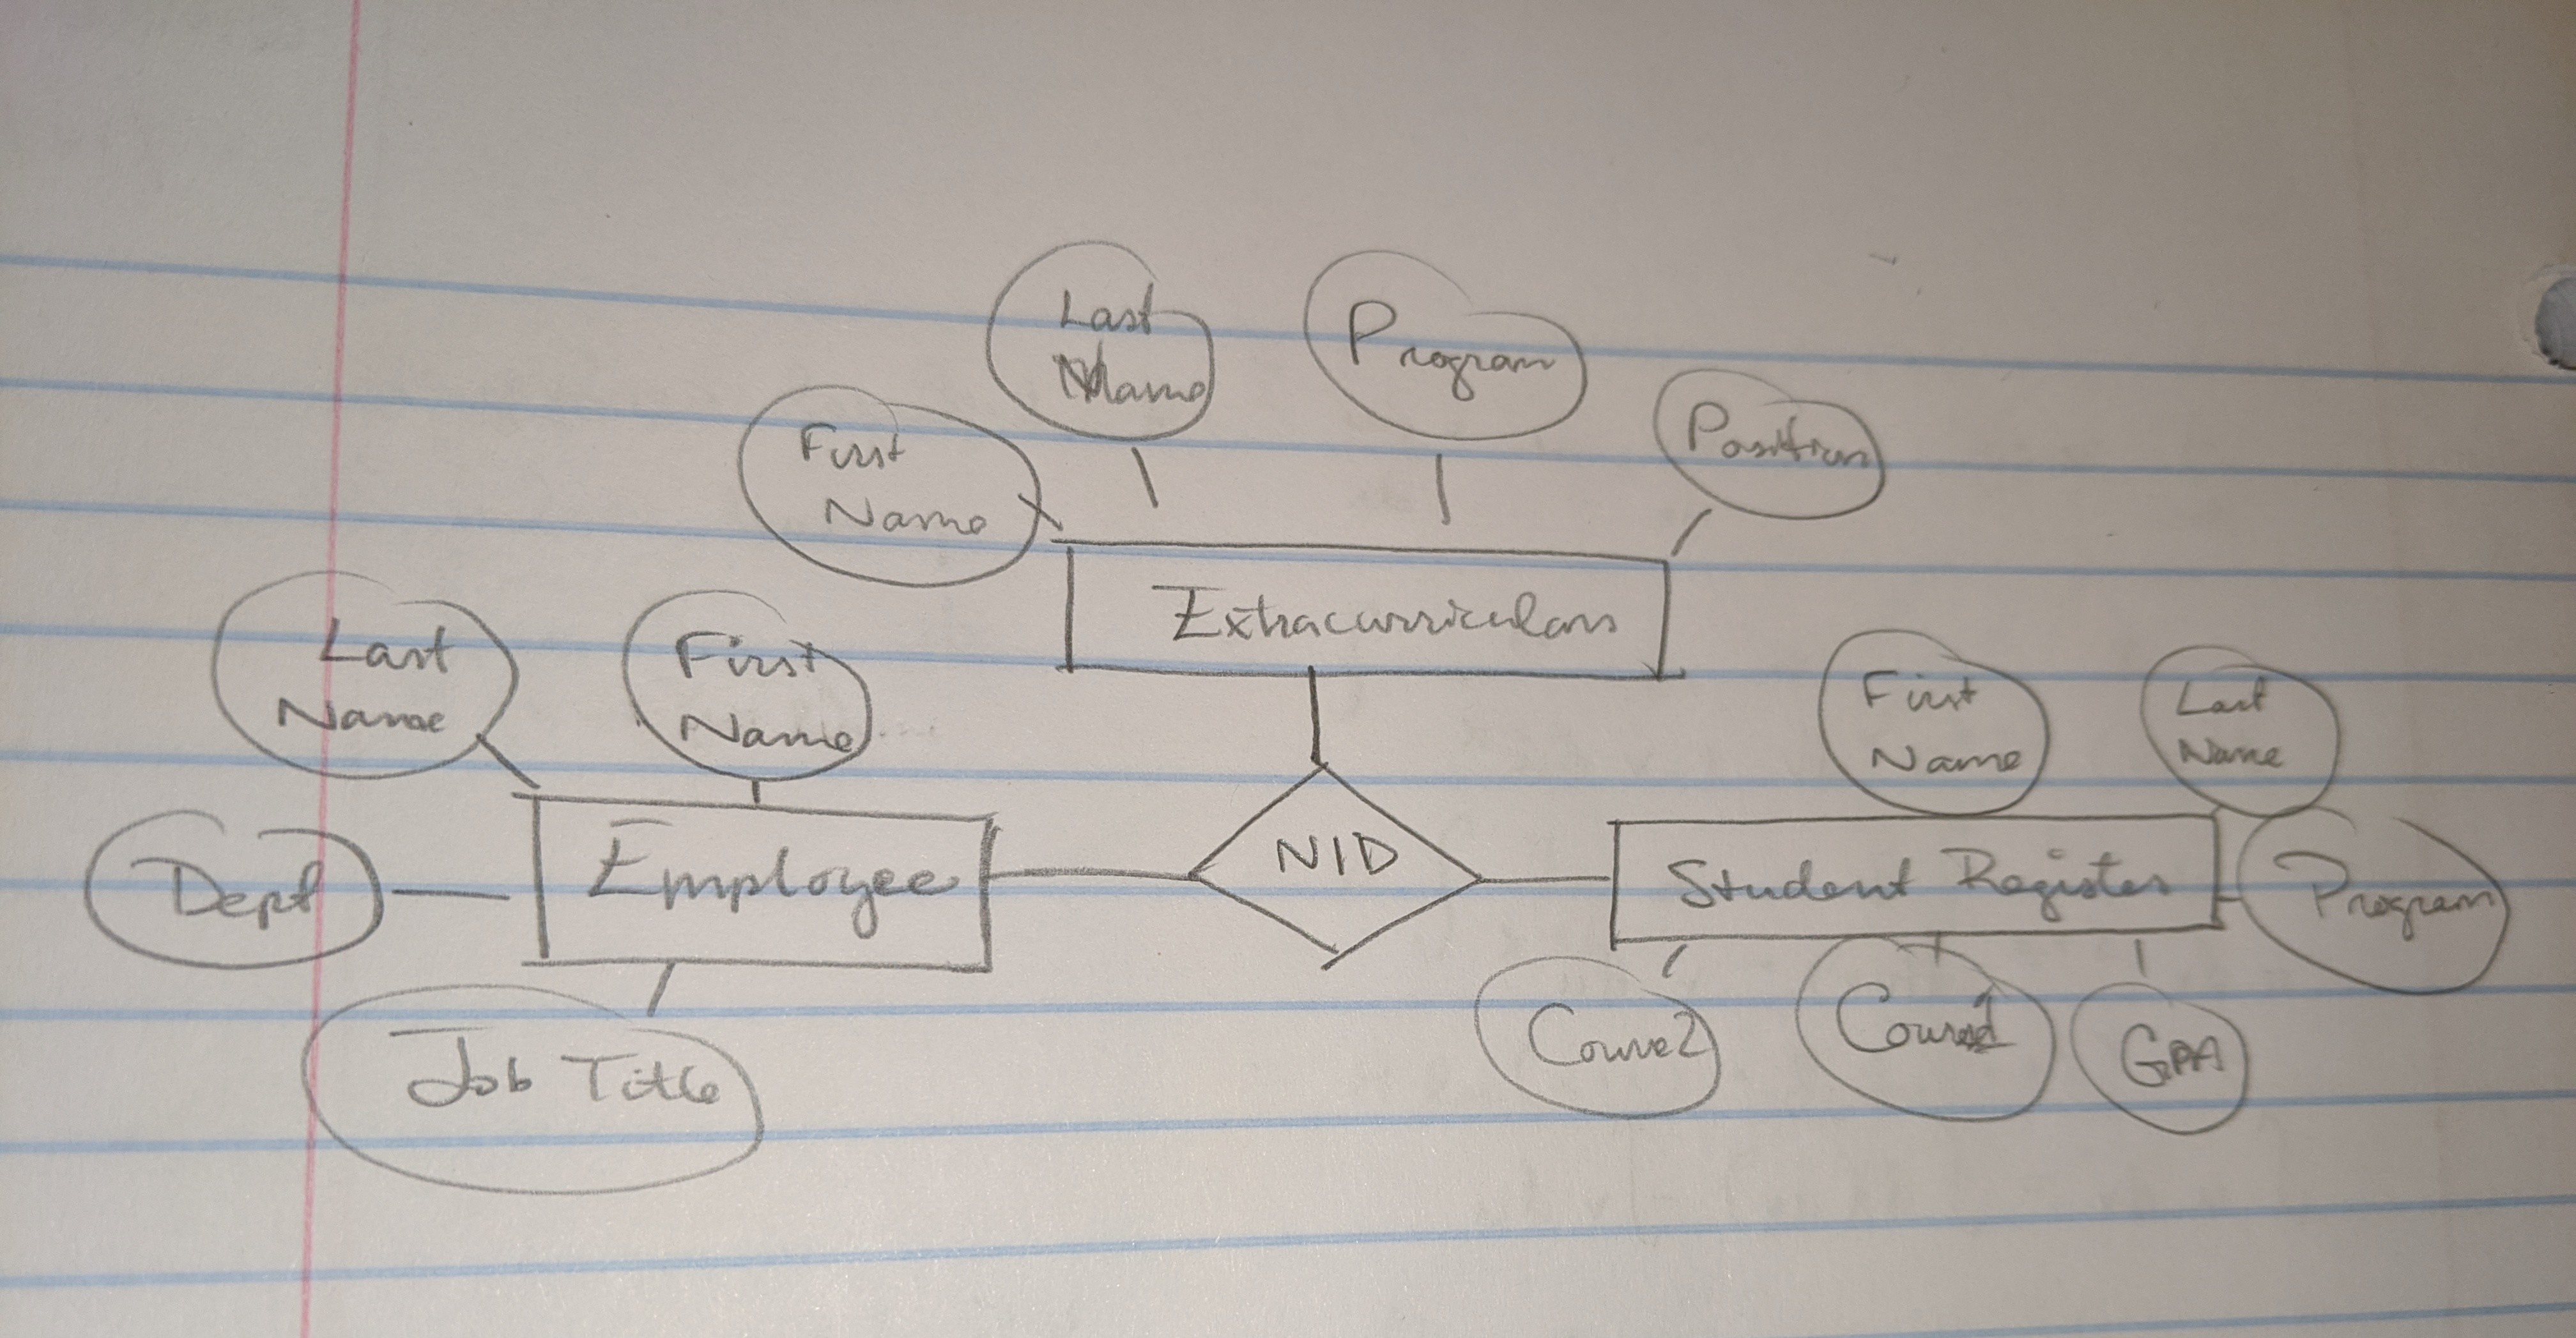 Last
Name
Program
Position
First
Name
Extracurriculars
Last
Name
First
Name
First
Name
Last
Name
Dept
Employee
NID
Student Register
Program
Job Title
Course2
Course1
GPA